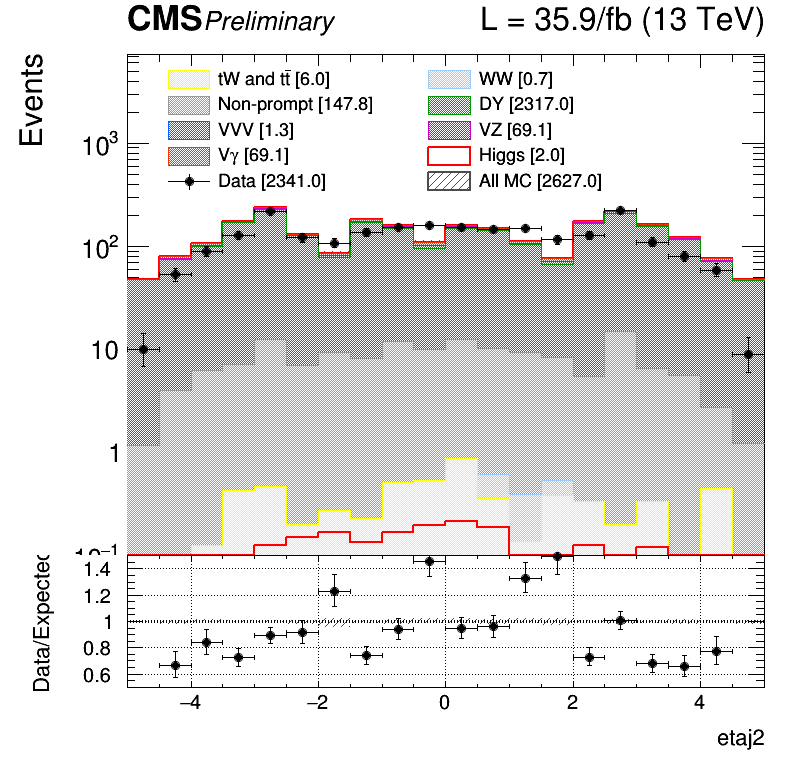 CMS Preliminary L = 35.9/fb (13 TeV)
Events
tW and tt̄ [6.0] WW [0.7]
Non-prompt [147.8] DY [2317.0]
VVV [1.3] VZ [69.1]
Vγ [69.1] Higgs [2.0]
Data [2341.0] All MC [2627.0]
10³
10²
10
1
10⁻¹
Data/Expected
1.4
1.2
1
0.8
0.6
−4 −2 0 2 4
etaj2